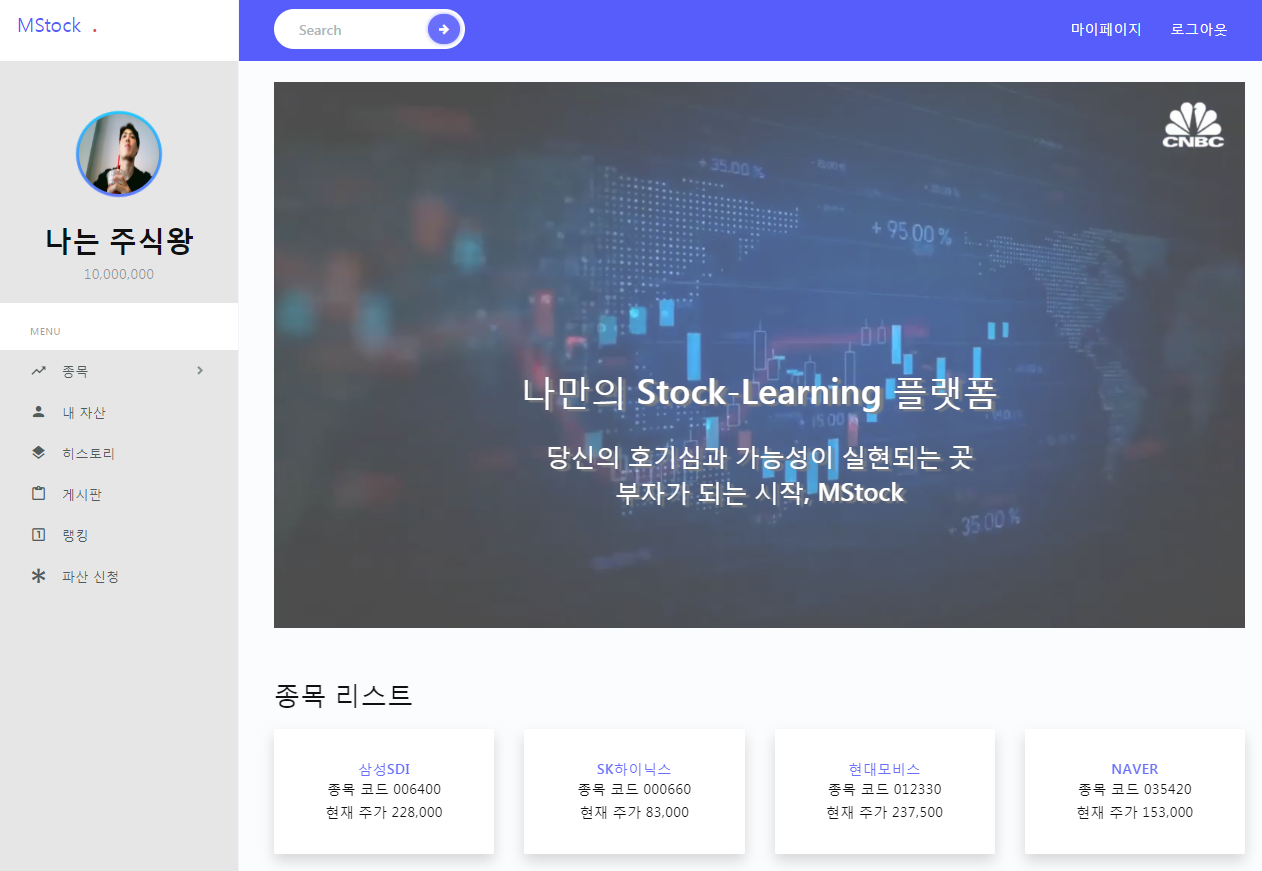 MStock .
Search
마이페이지
로그아웃
나는 주식왕
10,000,000
MENU
종목
내 자산
히스토리
게시판
랭킹
파산 신청
CNBC
+ 35.00 %
+ 95.00 %
나만의 Stock-Learning 플랫폼
+ 15.00 %
당신의 호기심과 가능성이 실현되는 곳
부자가 되는 시작, MStock
- 35.00 %
종목 리스트
삼성SDI
종목 코드 006400
현재 주가 228,000
SK하이닉스
종목 코드 000660
현재 주가 83,000
현대모비스
종목 코드 012330
현재 주가 237,500
NAVER
종목 코드 035420
현재 주가 153,000